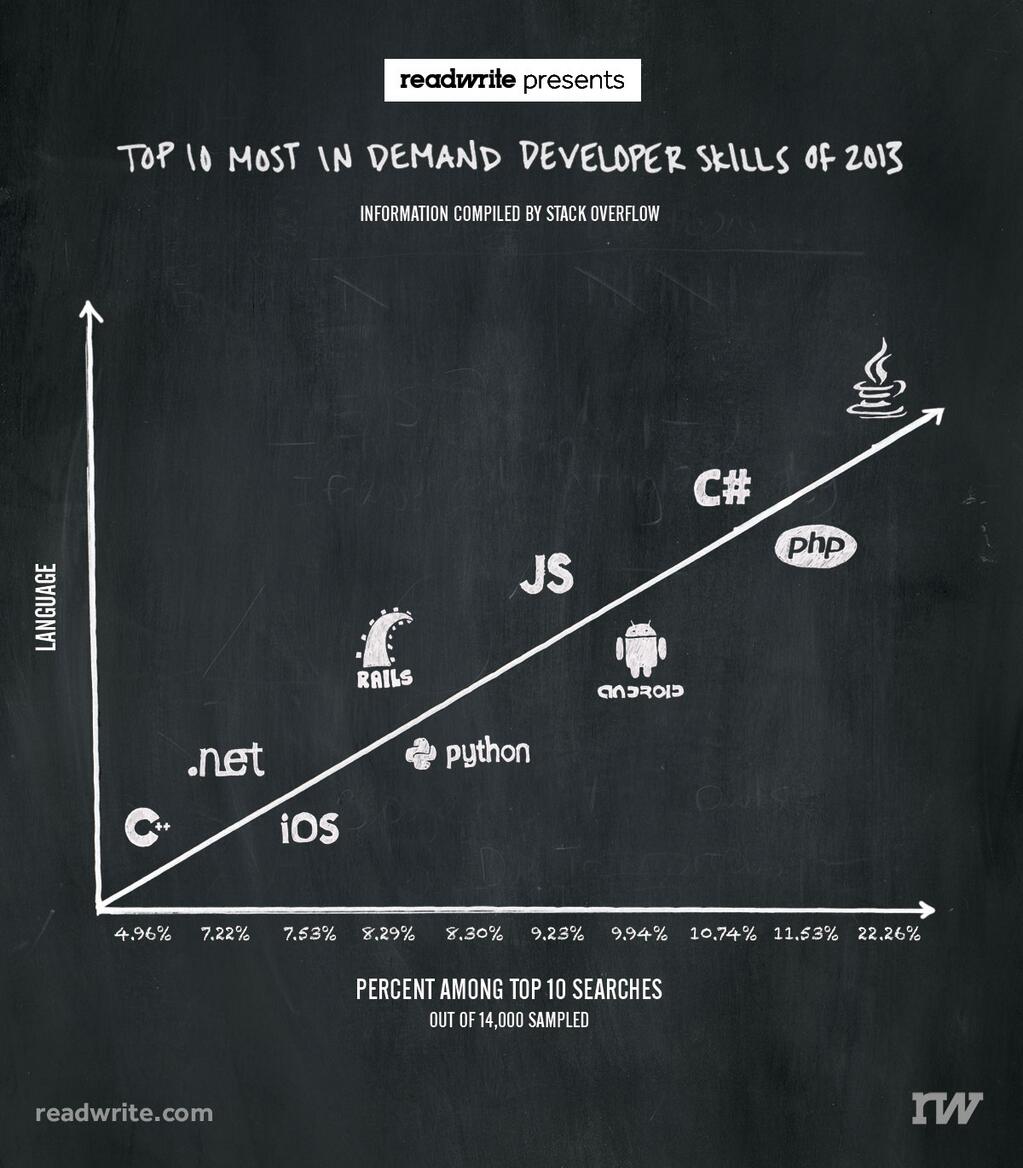 readwrite presents
TOP 10 MOST IN DEMAND DEVELOPER SKILLS OF 2013
INFORMATION COMPILED BY STACK OVERFLOW
C#
php
JS
RAILS
ANDROID
.net
python
C++
iOS
LANGUAGE
4.96% 7.22% 7.53% 8.29% 8.30% 9.23% 9.94% 10.74% 11.53% 22.26%
PERCENT AMONG TOP 10 SEARCHES
OUT OF 14,000 SAMPLED
readwrite.com
rw